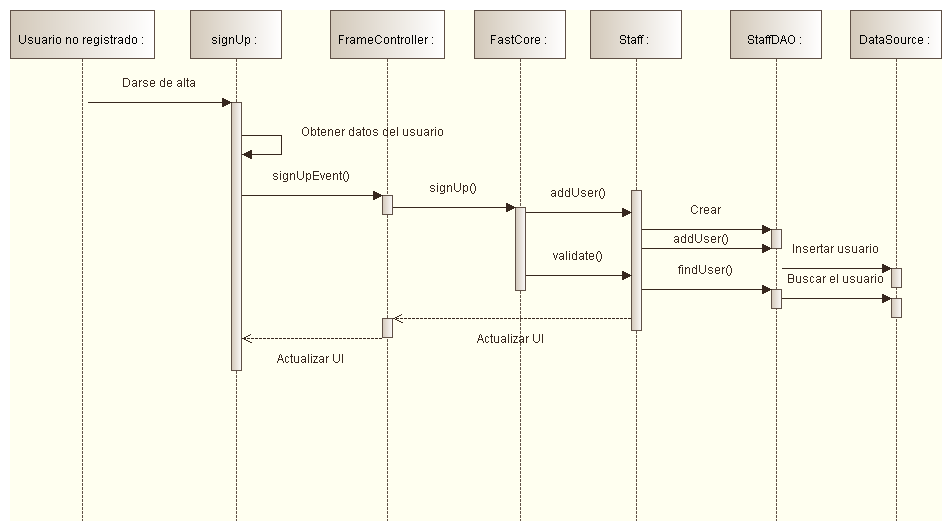 Usuario no registrado :
signUp :
FrameController :
FastCore :
Staff :
StaffDAO :
DataSource :
Darse de alta
Obtener datos del usuario
signUpEvent()
signUp()
addUser()
Crear
addUser()
Insertar usuario
validate()
findUser()
Buscar el usuario
Actualizar UI
Actualizar UI